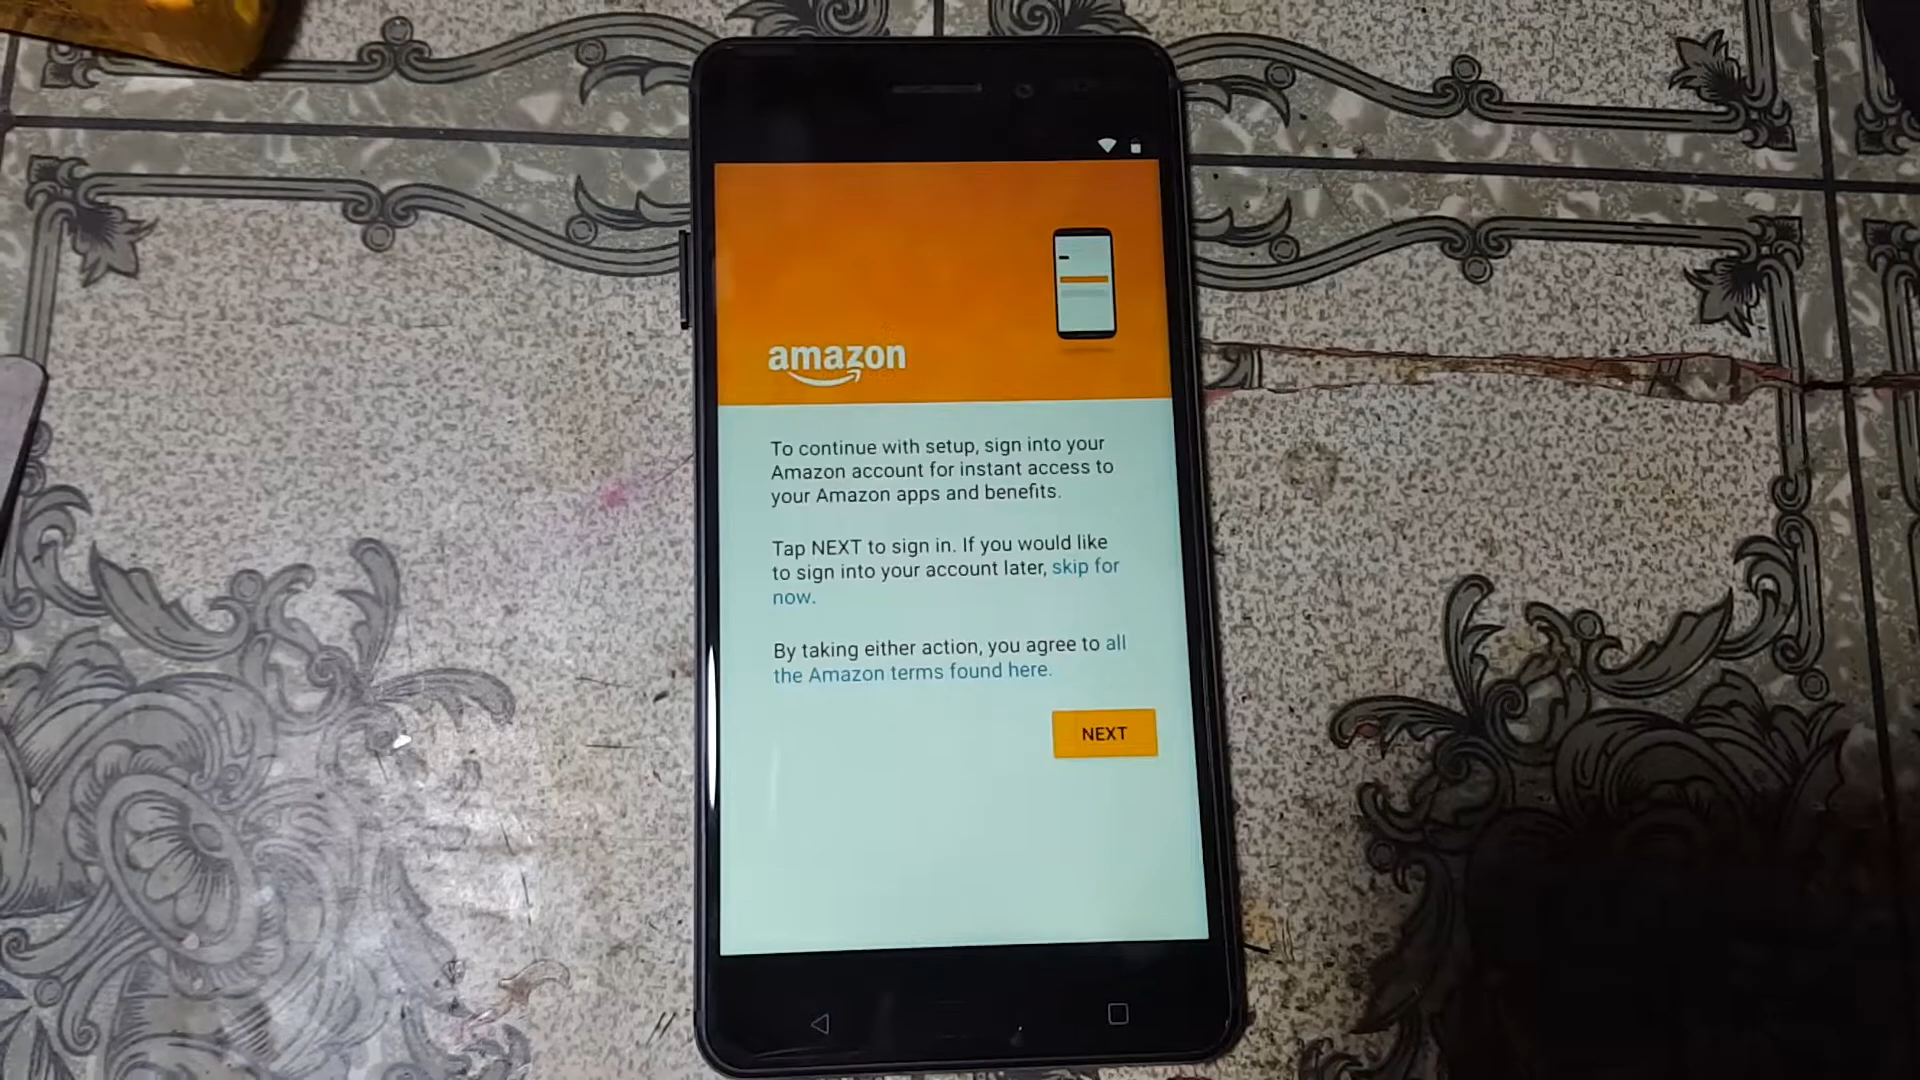 amazon
To continue with setup, sign into your
Amazon account for instant access to
your Amazon apps and benefits.
Tap NEXT to sign in. If you would like
to sign into your account later, skip for
now.
By taking either action, you agree to all
the Amazon terms found here.
NEXT